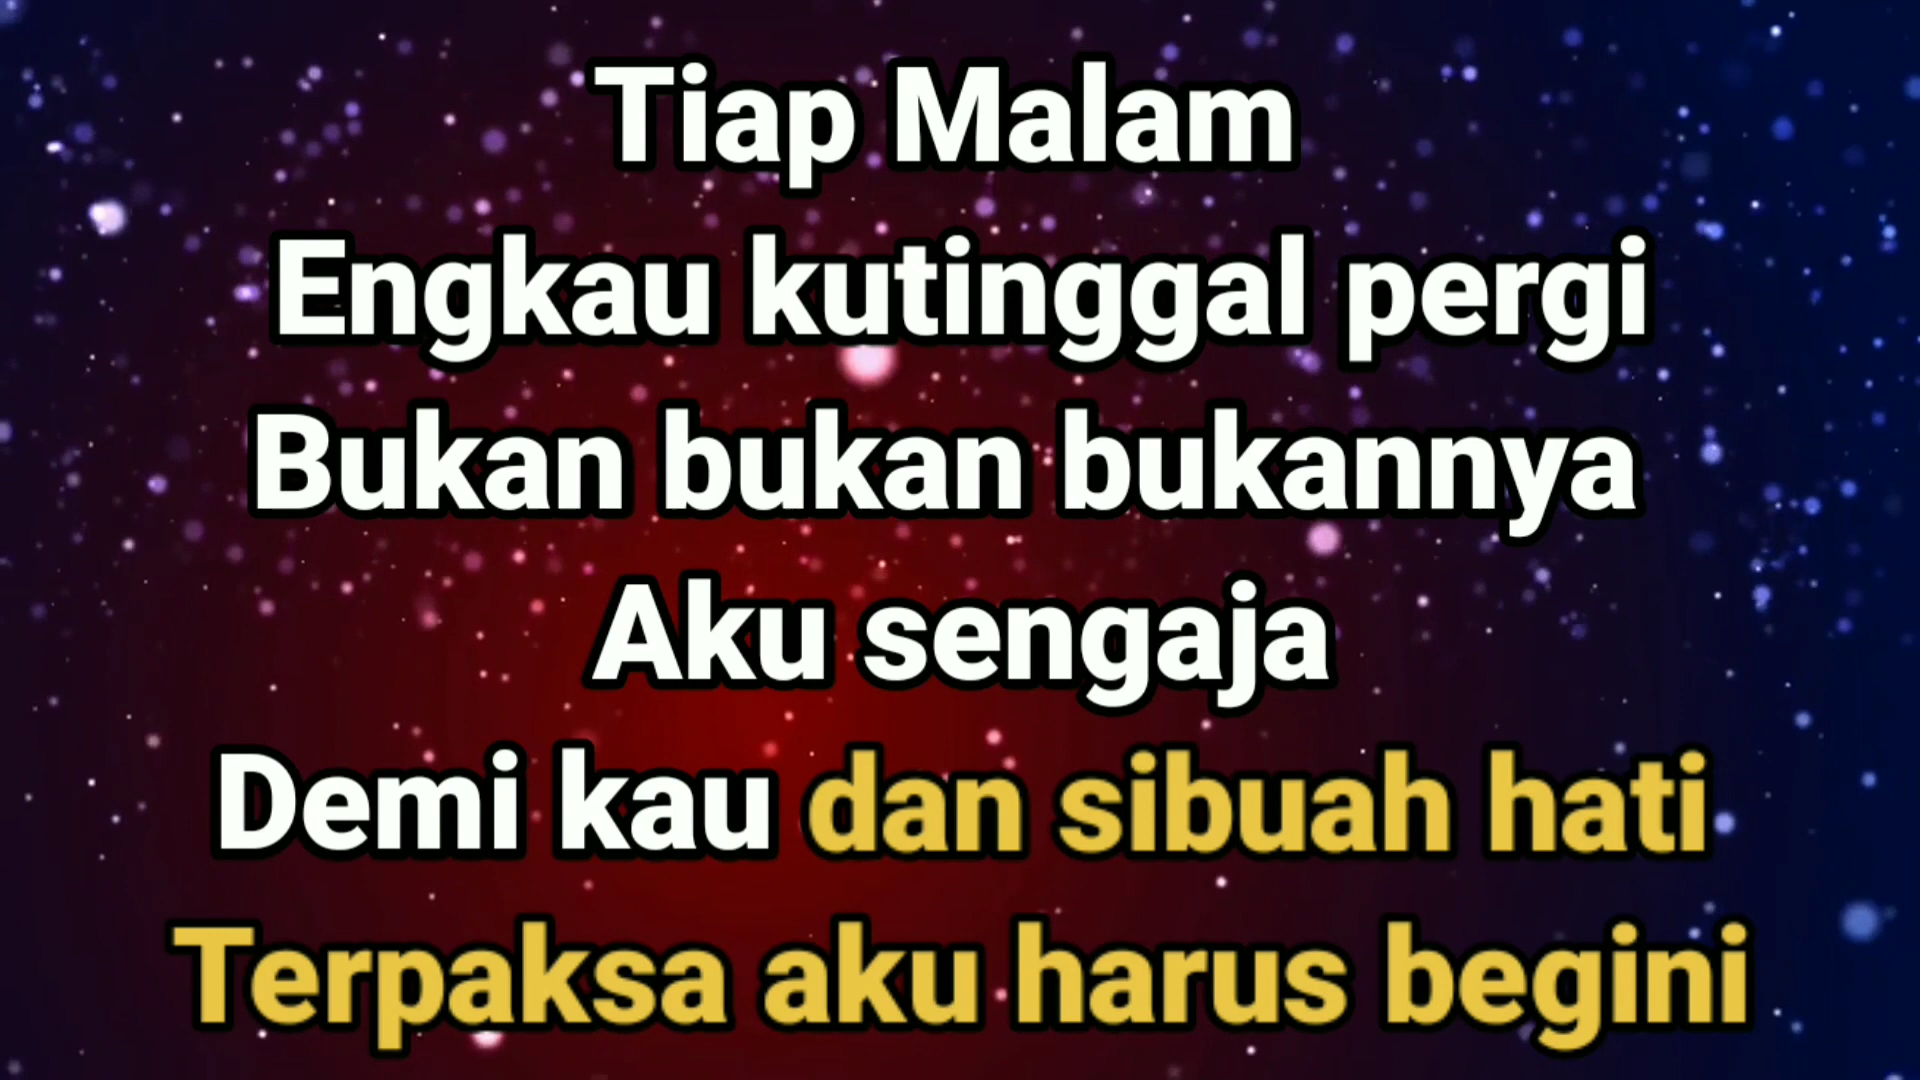 Tiap Malam
Engkau kutinggal pergi
Bukan bukan bukannya
Aku sengaja
Demi kau dan sibuah hati
Terpaksa aku harus begini